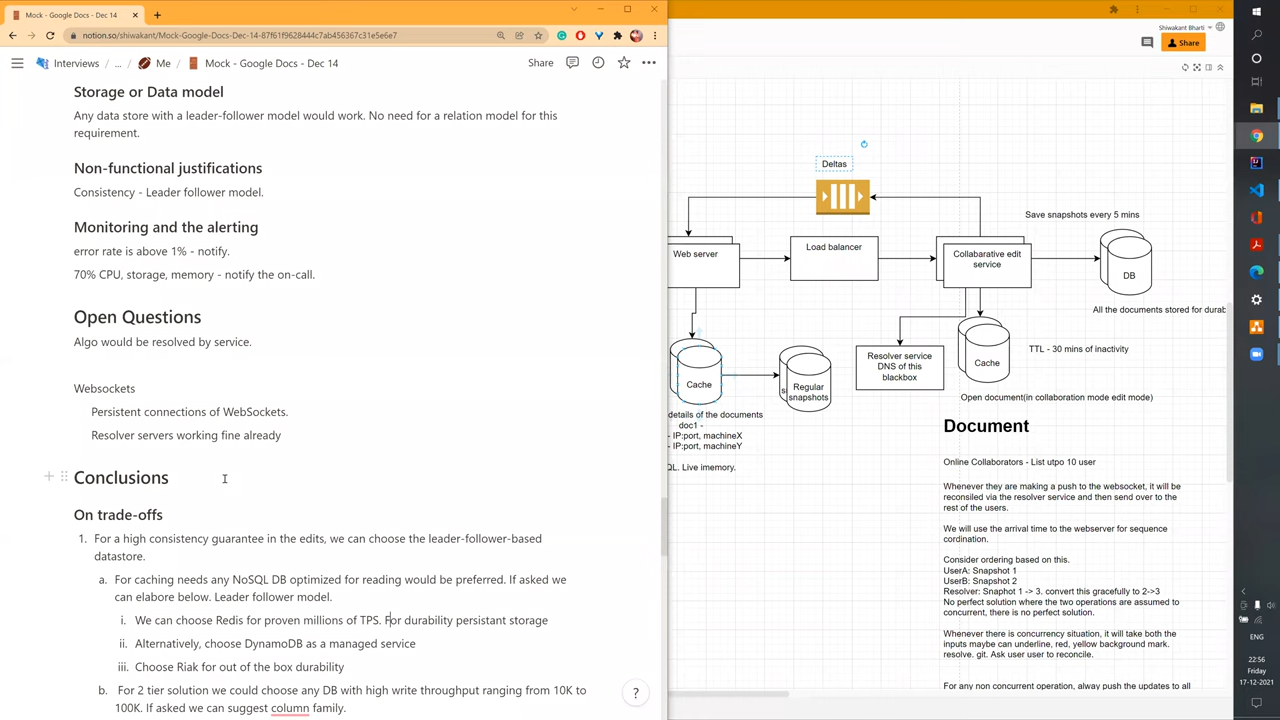 Mock - Google Docs - Dec 14
notion.so/shiwakant/Mock-Google-Docs-Dec-14-87f61f9628444c7ab456367c31e5e6e7
Interviews / ... / Me / Mock - Google Docs - Dec 14
Share
Storage or Data model
Any data store with a leader-follower model would work. No need for a relation model for this
requirement.
Non-functional justifications
Consistency - Leader follower model.
Monitoring and the alerting
error rate is above 1% - notify.
70% CPU, storage, memory - notify the on-call.
Open Questions
Algo would be resolved by service.
Websockets
Persistent connections of WebSockets.
Resolver servers working fine already
Conclusions
On trade-offs
1. For a high consistency guarantee in the edits, we can choose the leader-follower-based
datastore.
a. For caching needs any NoSQL DB optimized for reading would be preferred. If asked we
can elabore below. Leader follower model.
i. We can choose Redis for proven millions of TPS. For durability persistant storage
ii. Alternatively, choose DynamoDB as a managed service
iii. Choose Riak for out of the box durability
b. For 2 tier solution we could choose any DB with high write throughput ranging from 10K to
100K. If asked we can suggest column family.
?
Shiwakant Bharti
Share
Deltas
Save snapshots every 5 mins
Web server
Load balancer
Collabarative edit
service
DB
All the documents stored for durab
Cache
Regular
snapshots
Resolver service
DNS of this
blackbox
Cache
TTL - 30 mins of inactivity
Open document(in collaboration mode edit mode)
details of the documents
doc1 -
- IP:port, machineX
- IP:port, machineY
QL. Live imemory.
Document
Online Collaborators - List utpo 10 user
Whenever they are making a push to the websocket, it will be
reconsiled via the resolver service and then send over to the
rest of the users.
We will use the arrival time to the webserver for sequence
cordination.
Consider ordering based on this.
UserA: Snapshot 1
UserB: Snapshot 2
Resolver: Snaphot 1 -> 3. convert this gracefully to 2->3
No perfect solution where the two operations are assumed to
concurrent, there is no perfect solution.
Whenever there is concurrency situation, it will take both the
inputs maybe can underline, red, yellow background mark.
resolve. git. Ask user user to reconcile.
For any non concurrent operation, alway push the updates to all
ENG
22:56
Friday
17-12-2021